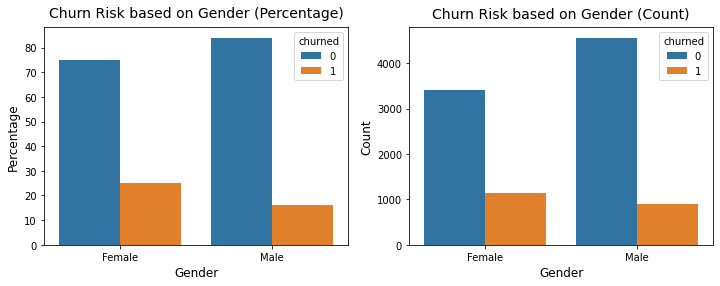 Churn Risk based on Gender (Percentage)
churned
0
1
80
70
60
50
40
30
20
10
0
Percentage
Female
Male
Gender
Churn Risk based on Gender (Count)
churned
0
1
4000
3000
2000
1000
0
Count
Female
Male
Gender